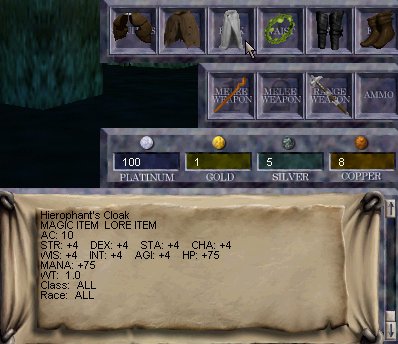 WAIST
MELEE WEAPON
MELEE WEAPON
RANGE WEAPON
AMMO
100
1
5
8
PLATINUM
GOLD
SILVER
COPPER
Hierophant's Cloak
MAGIC ITEM LORE ITEM
AC: 10
STR: +4 DEX: +4 STA: +4 CHA: +4
WIS: +4 INT: +4 AGI: +4 HP: +75
MANA: +75
WT: 1.0
Class: ALL
Race: ALL